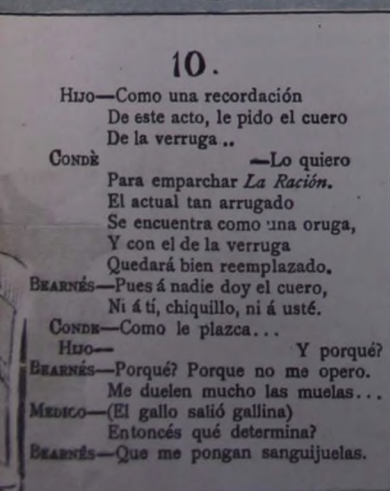 10.
HIJO—Como una recordación
De este acto, le pido el cuero
De la verruga..
CONDÈ —Lo quiero
Para emparchar La Ración.
El actual tan arrugado
Se encuentra como una oruga,
Y con el de la verruga
Quedará bien reemplazado.
BEARNÉS—Pues á nadie doy el cuero,
Ni á tí, chiquillo, ni á usté.
CONDE—Como le plazca...
HIJO— Y porqué?
BEARNÉS—Porqué? Porque no me opero.
Me duelen mucho las muelas...
MEDICO—(El gallo salió gallina)
Entoncés qué determina?
BEARNÉS—Que me pongan sanguijuelas.